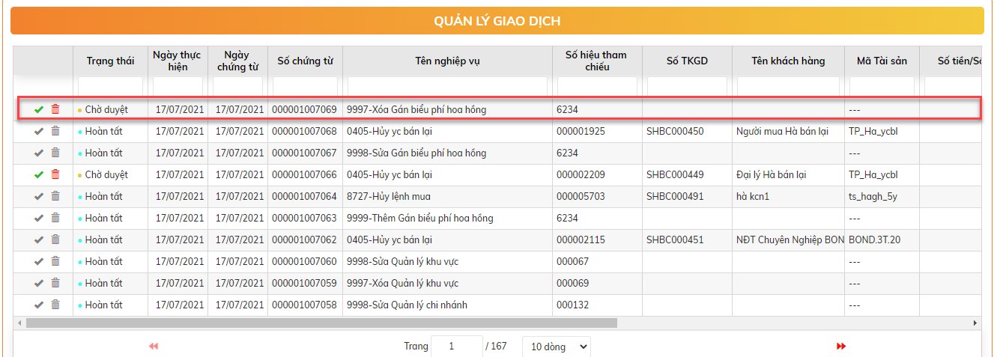 QUẢN LÝ GIAO DỊCH
Trạng thái Ngày thực hiện Ngày chứng từ Số chứng từ Tên nghiệp vụ Số hiệu tham chiếu Số TKGD Tên khách hàng Mã Tài sản Số tiền/Số
Chờ duyệt 17/07/2021 17/07/2021 000001007069 9997-Xóa Gán biểu phí hoa hồng 6234 ---
Hoàn tất 17/07/2021 17/07/2021 000001007068 0405-Hủy yc bán lại 000001925 SHBC000450 Người mua Hà bán lại TP_Ha_ycbl
Hoàn tất 17/07/2021 17/07/2021 000001007067 9998-Sửa Gán biểu phí hoa hồng 6234 ---
Chờ duyệt 17/07/2021 17/07/2021 000001007066 0405-Hủy yc bán lại 000002209 SHBC000449 Đại lý Hà bán lại TP_Ha_ycbl
Hoàn tất 17/07/2021 17/07/2021 000001007064 8727-Hủy lệnh mua 000005703 SHBC000491 hà kcn1 ts_hagh_5y
Hoàn tất 17/07/2021 17/07/2021 000001007063 9999-Thêm Gán biểu phí hoa hồng 6234 ---
Hoàn tất 17/07/2021 17/07/2021 000001007062 0405-Hủy yc bán lại 000002115 SHBC000451 NĐT Chuyên Nghiệp BON BOND.3T.20
Hoàn tất 17/07/2021 17/07/2021 000001007060 9998-Sửa Quản lý khu vực 000067 ---
Hoàn tất 17/07/2021 17/07/2021 000001007059 9997-Xóa Quản lý khu vực 000069 ---
Hoàn tất 17/07/2021 17/07/2021 000001007058 9998-Sửa Quản lý chi nhánh 000132 ---
Trang 1 / 167 10 dòng